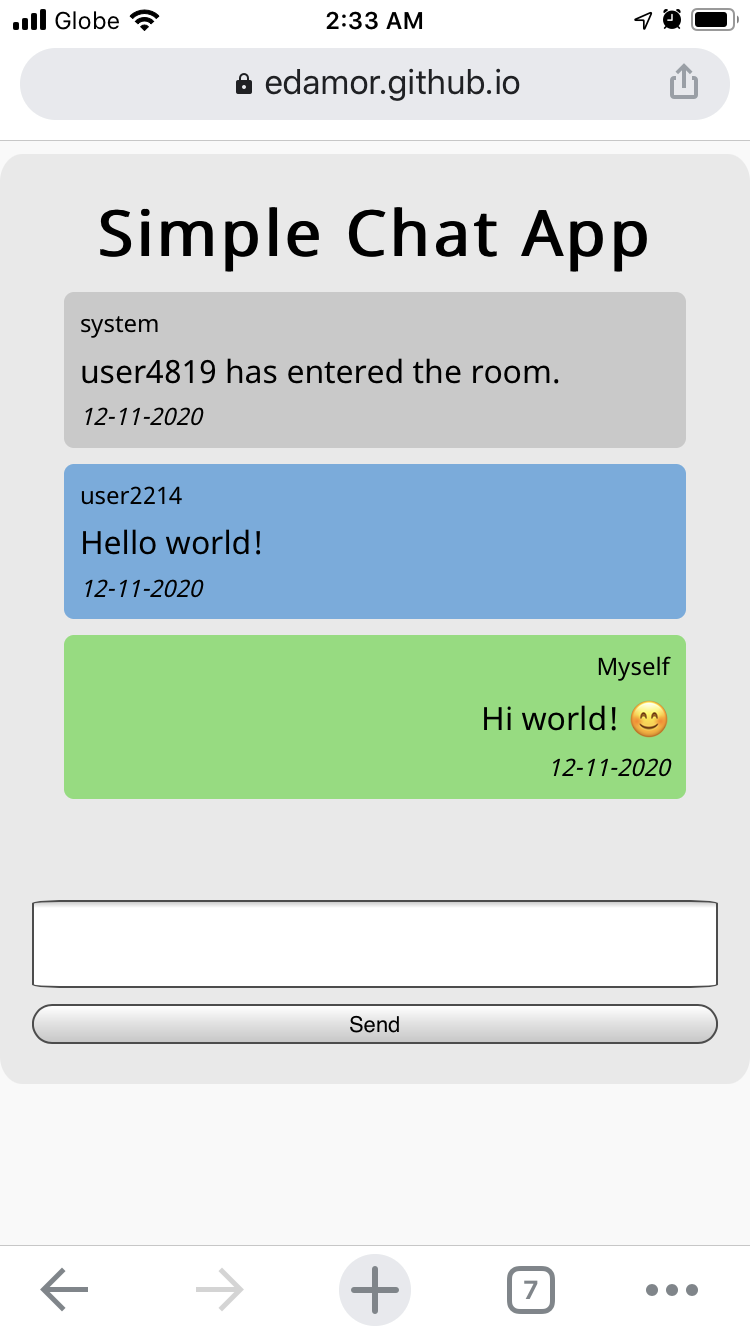 Globe 2:33 AM
edamor.github.io
Simple Chat App
system
user4819 has entered the room.
12-11-2020
user2214
Hello world!
12-11-2020
Myself
Hi world! 😊
12-11-2020
Send
7